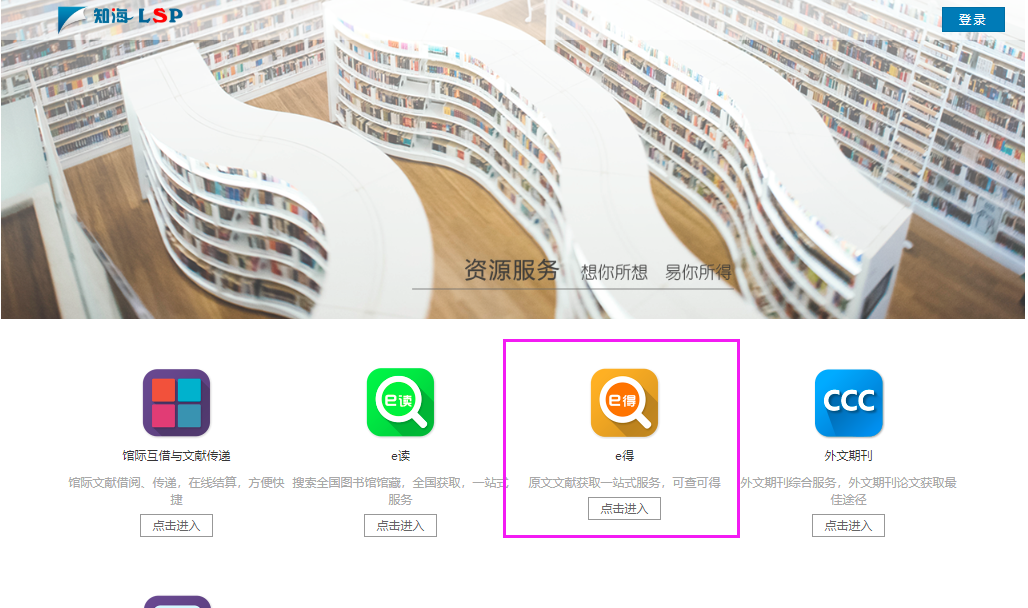 知海 LSP
登录
资源服务 想你所想 易你所得
e读
e得
CCC
馆际互借与文献传递
e读
e得
外文期刊
馆际文献借阅、传递，在线结算，方便快
捷
搜索全国图书馆馆藏，全国获取，一站式
服务
原文文献获取一站式服务，可查可得
外文期刊综合服务，外文期刊论文获取最
佳途径
点击进入
点击进入
点击进入
点击进入